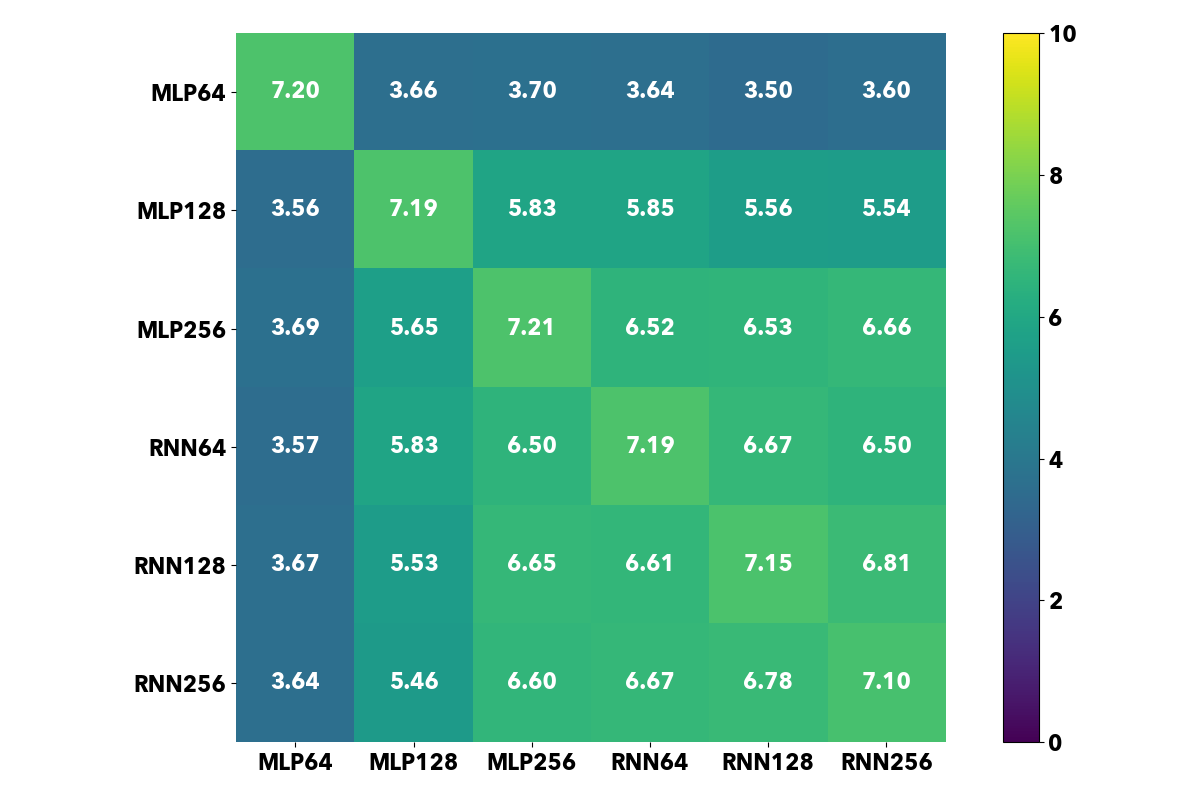 MLP64 7.20 3.66 3.70 3.64 3.50 3.60
MLP128 3.56 7.19 5.83 5.85 5.56 5.54
MLP256 3.69 5.65 7.21 6.52 6.53 6.66
RNN64 3.57 5.83 6.50 7.19 6.67 6.50
RNN128 3.67 5.53 6.65 6.61 7.15 6.81
RNN256 3.64 5.46 6.60 6.67 6.78 7.10
MLP64 MLP128 MLP256 RNN64 RNN128 RNN256
10
8
6
4
2
0